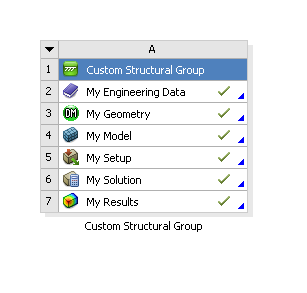 A
1 Custom Structural Group
2 My Engineering Data
3 DM My Geometry
4 My Model
5 My Setup
6 My Solution
7 My Results
Custom Structural Group